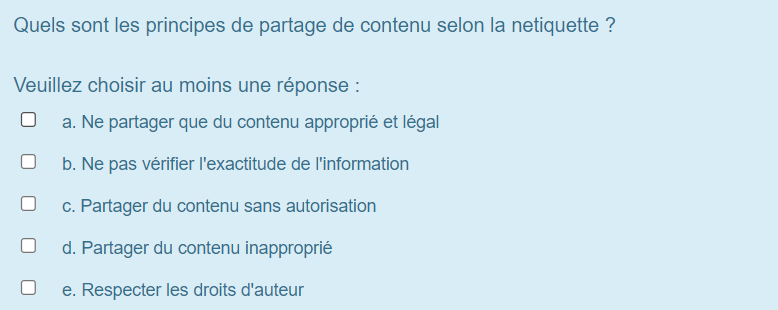 Quels sont les principes de partage de contenu selon la netiquette ?
Veuillez choisir au moins une réponse :
a. Ne partager que du contenu approprié et légal
b. Ne pas vérifier l'exactitude de l'information
c. Partager du contenu sans autorisation
d. Partager du contenu inapproprié
e. Respecter les droits d'auteur